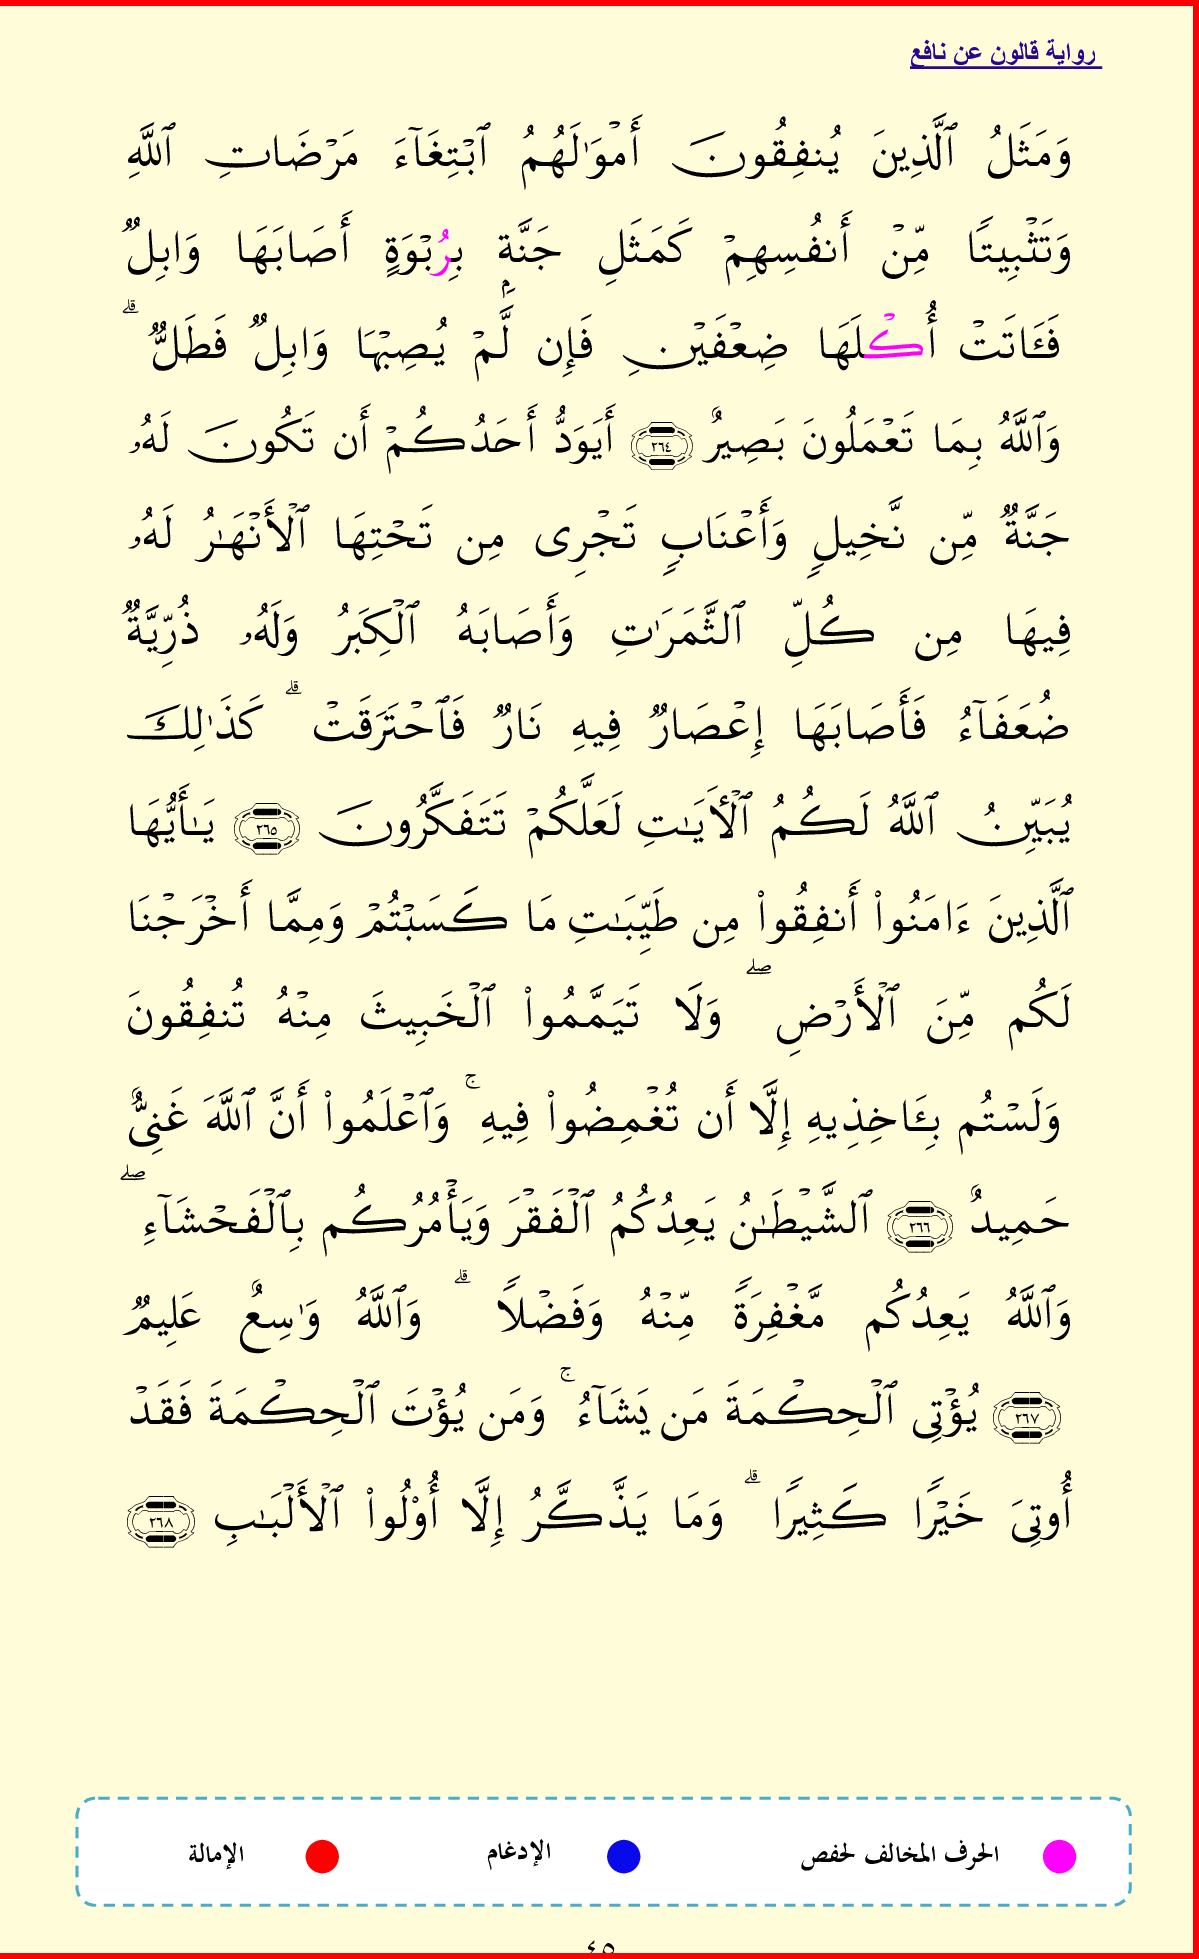 رواية قالون عن نافع
وَمَثَلُ ٱلَّذِينَ يُنفِقُونَ أَمْوَٰلَهُمُ ٱبْتِغَآءَ مَرْضَاتِ ٱللَّهِ
وَتَثْبِيتًا مِّنْ أَنفُسِهِمْ كَمَثَلِ جَنَّةِۭ بِرُبْوَةٍ أَصَابَهَا وَابِلٌ
فَـَٔاتَتْ أُكْلَهَا ضِعْفَيْنِ فَإِن لَّمْ يُصِبْهَا وَابِلٌ فَطَلٌّ ۗ
وَٱللَّهُ بِمَا تَعْمَلُونَ بَصِيرٌ ٢٦٤ أَيَوَدُّ أَحَدُكُمْ أَن تَكُونَ لَهُۥ
جَنَّةٌ مِّن نَّخِيلٍ وَأَعْنَابٍ تَجْرِى مِن تَحْتِهَا ٱلْأَنْهَٰرُ لَهُۥ
فِيهَا مِن كُلِّ ٱلثَّمَرَٰتِ وَأَصَابَهُ ٱلْكِبَرُ وَلَهُۥ ذُرِّيَّةٌ
ضُعَفَآءُ فَأَصَابَهَا إِعْصَارٌ فِيهِ نَارٌ فَٱحْتَرَقَتْ ۗ كَذَٰلِكَ
يُبَيِّنُ ٱللَّهُ لَكُمُ ٱلْأَيَٰتِ لَعَلَّكُمْ تَتَفَكَّرُونَ ٢٦٥ يَٰٓأَيُّهَا
ٱلَّذِينَ ءَامَنُوا۟ أَنفِقُوا۟ مِن طَيِّبَٰتِ مَا كَسَبْتُمْ وَمِمَّا أَخْرَجْنَا
لَكُم مِّنَ ٱلْأَرْضِ ۖ وَلَا تَيَمَّمُوا۟ ٱلْخَبِيثَ مِنْهُ تُنفِقُونَ
وَلَسْتُم بِـَٔاخِذِيهِ إِلَّا أَن تُغْمِضُوا۟ فِيهِ ۚ وَٱعْلَمُوا۟ أَنَّ ٱللَّهَ غَنِىٌّ
حَمِيدٌ ٢٦٦ ٱلشَّيْطَٰنُ يَعِدُكُمُ ٱلْفَقْرَ وَيَأْمُرُكُم بِٱلْفَحْشَآءِ ۖ
وَٱللَّهُ يَعِدُكُم مَّغْفِرَةً مِّنْهُ وَفَضْلًا ۗ وَٱللَّهُ وَٰسِعٌ عَلِيمٌ
٢٦٧ يُؤْتِى ٱلْحِكْمَةَ مَن يَشَآءُ ۚ وَمَن يُؤْتَ ٱلْحِكْمَةَ فَقَدْ
أُوتِىَ خَيْرًا كَثِيرًا ۗ وَمَا يَذَّكَّرُ إِلَّا أُو۟لُوا۟ ٱلْأَلْبَٰبِ ٢٦٨
الحرف المخالف لحفص الإدغام الإمالة
٤٥